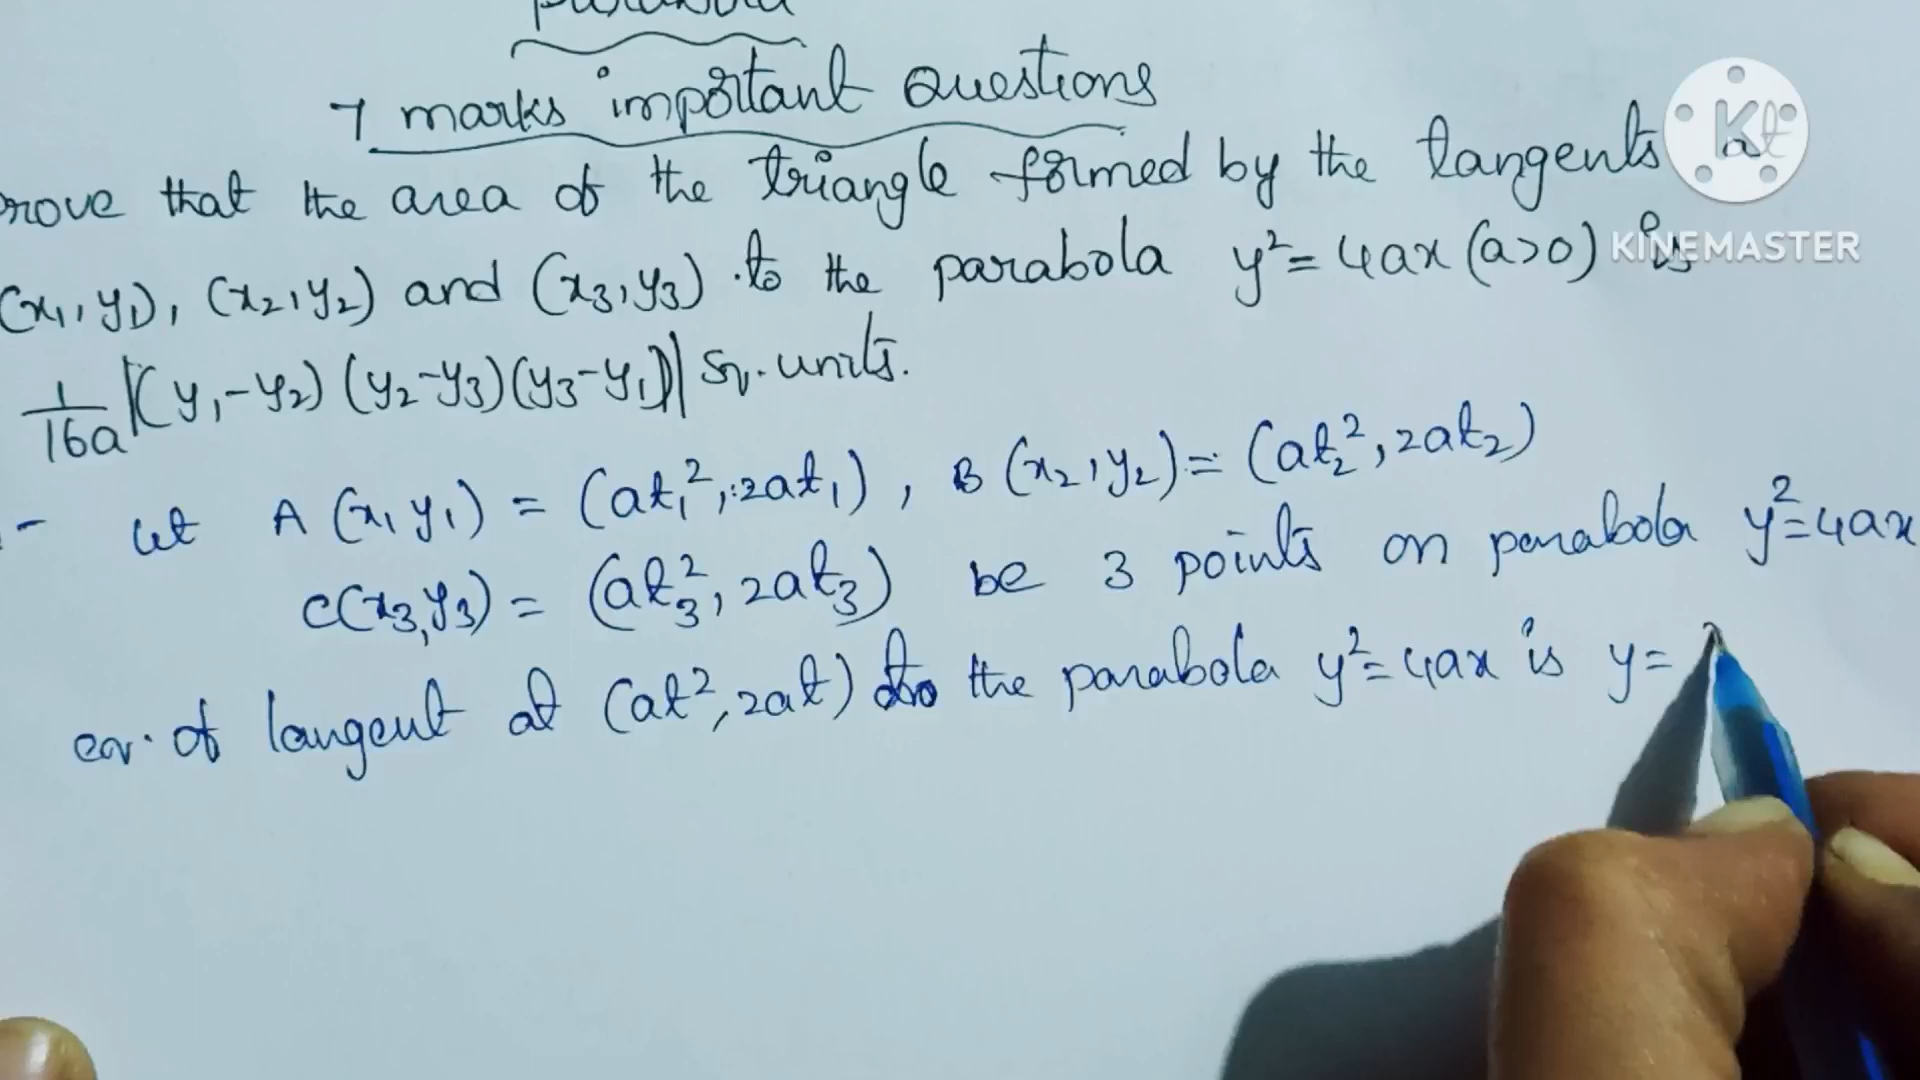 parabola
7 marks important Questions
rove that the area of the triangle formed by the tangents at
(x₁, y₁), (x₂, y₂) and (x₃, y₃) to the parabola y² = 4ax (a>0) is
KINEMASTER
1/16a |(y₁-y₂) (y₂-y₃) (y₃-y₁)| Sq. units.
:- let A (x₁ y₁) = (at₁², 2at₁), B (x₂, y₂) = (at₂², 2at₂)
C(x₃, y₃) = (at₃², 2at₃) be 3 points on parabola y² = 4ax
eq. of tangent at (at², 2at) to the parabola y² = 4ax is y=